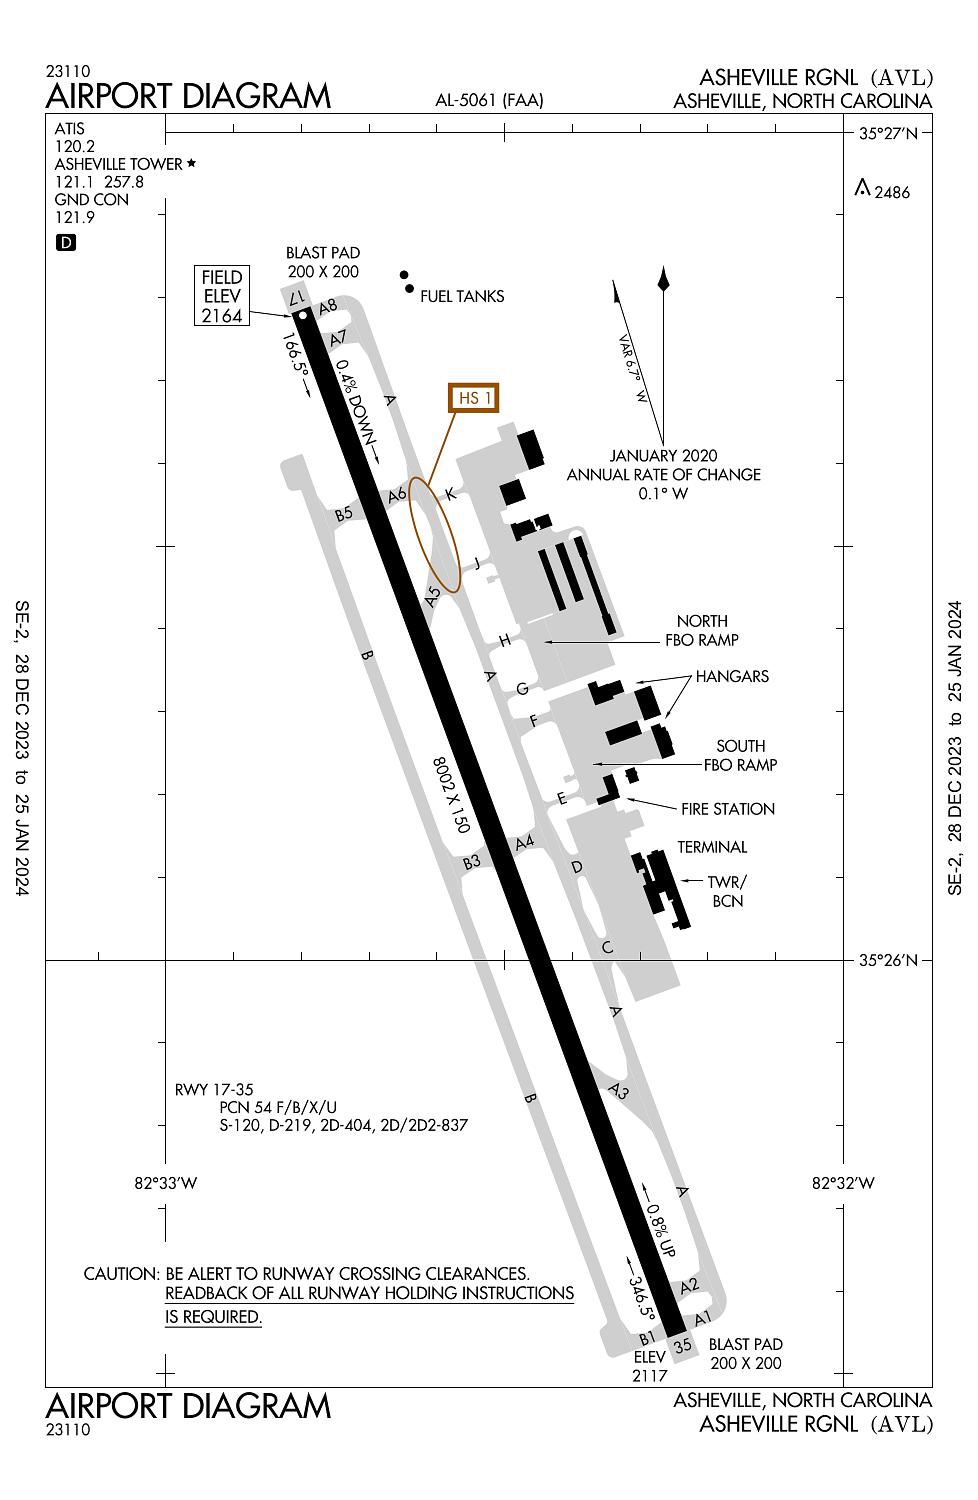 23110
AIRPORT DIAGRAM
AL-5061 (FAA)
ASHEVILLE RGNL (AVL)
ASHEVILLE, NORTH CAROLINA
ATIS
120.2
ASHEVILLE TOWER ★
121.1 257.8
GND CON
121.9
D
35°27'N
2486
BLAST PAD
200 X 200
FIELD
ELEV
2164
17
A8
A7
166.5°
0.4% DOWN
A
FUEL TANKS
HS 1
VAR 6.7° W
JANUARY 2020
ANNUAL RATE OF CHANGE
0.1° W
A6
K
B5
J
A5
H
B
A
G
F
NORTH
FBO RAMP
HANGARS
SOUTH
FBO RAMP
8002 X 150
E
FIRE STATION
A4
B3
D
TERMINAL
TWR/
BCN
C
35°26'N
A
A3
B
RWY 17-35
PCN 54 F/B/X/U
S-120, D-219, 2D-404, 2D/2D2-837
82°33'W
82°32'W
A
0.8% UP
346.5°
A2
A1
B1
35
ELEV
2117
BLAST PAD
200 X 200
CAUTION: BE ALERT TO RUNWAY CROSSING CLEARANCES.
READBACK OF ALL RUNWAY HOLDING INSTRUCTIONS
IS REQUIRED.
SE-2, 28 DEC 2023 to 25 JAN 2024
SE-2, 28 DEC 2023 to 25 JAN 2024
AIRPORT DIAGRAM
23110
ASHEVILLE, NORTH CAROLINA
ASHEVILLE RGNL (AVL)